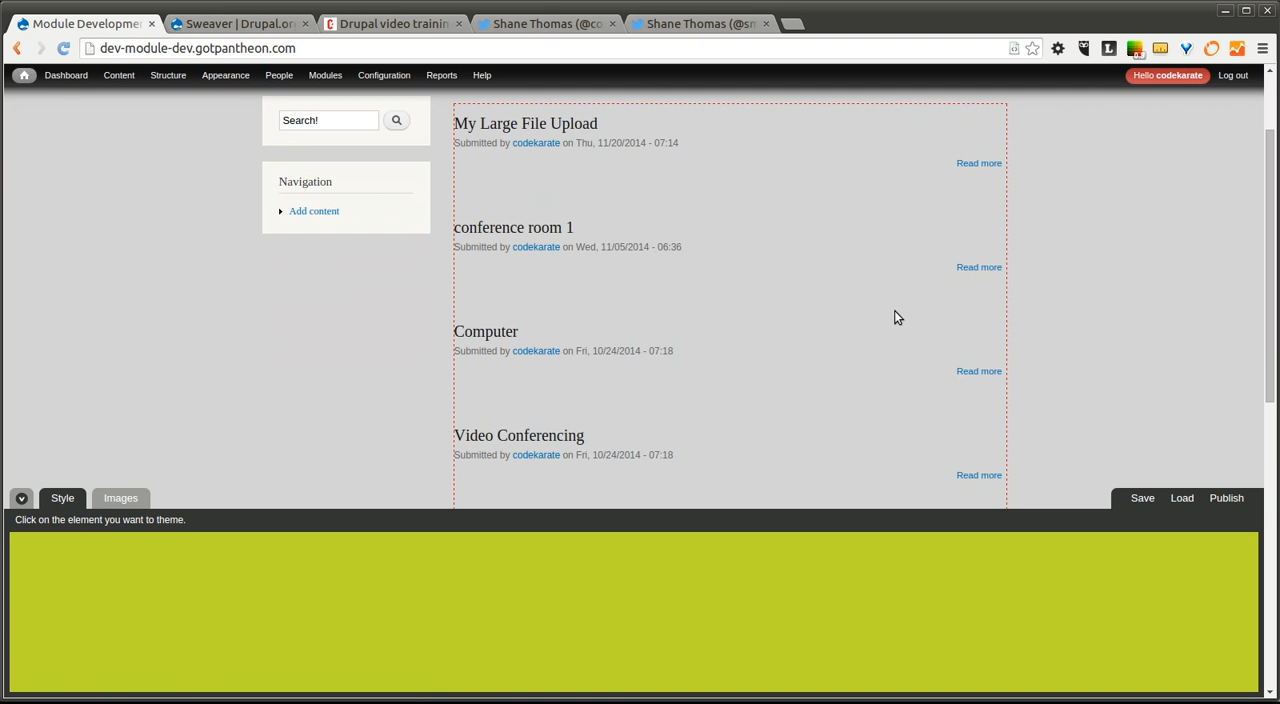 Module Developmen
Sweaver | Drupal.or
Drupal video trainin
Shane Thomas (@co
Shane Thomas (@sm
dev-module-dev.gotpantheon.com
Dashboard Content Structure Appearance People Modules Configuration Reports Help
Hello codekarate Log out
Search!
Navigation
Add content
My Large File Upload
Submitted by codekarate on Thu, 11/20/2014 - 07:14
Read more
conference room 1
Submitted by codekarate on Wed, 11/05/2014 - 06:36
Read more
Computer
Submitted by codekarate on Fri, 10/24/2014 - 07:18
Read more
Video Conferencing
Submitted by codekarate on Fri, 10/24/2014 - 07:18
Read more
Style Images
Save Load Publish
Click on the element you want to theme.